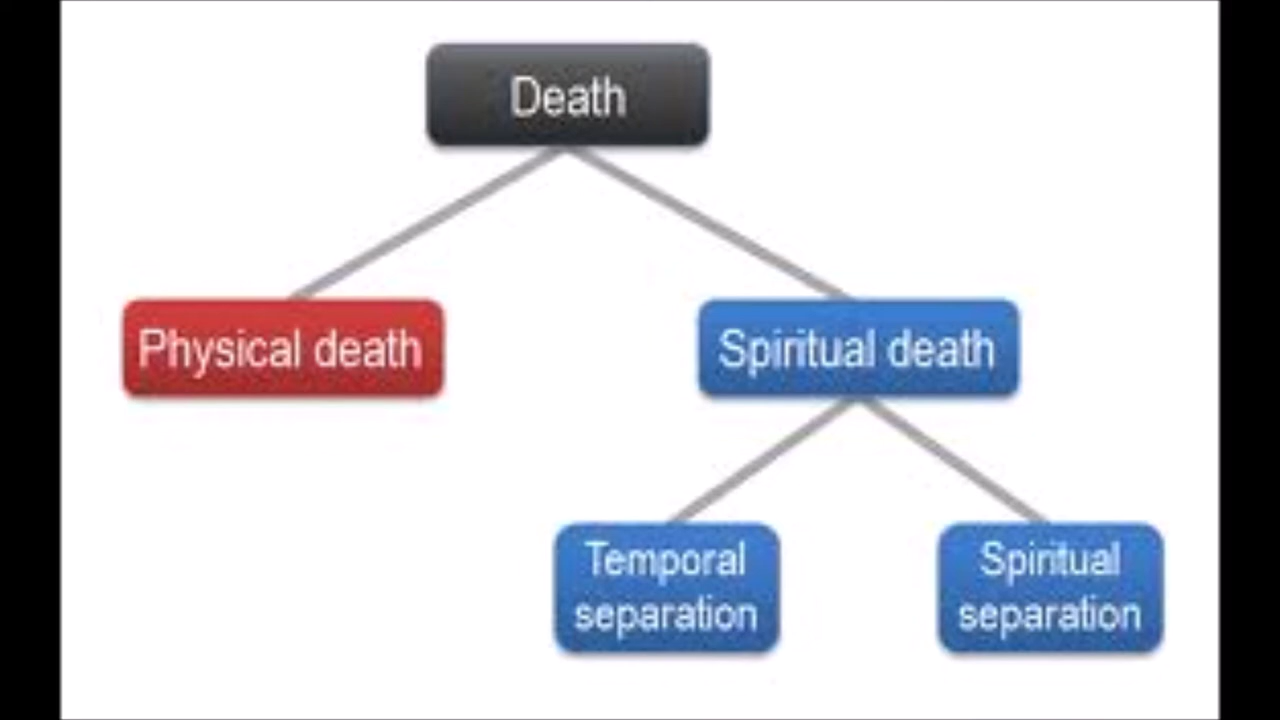 Death
Physical death
Spiritual death
Temporal
separation
Spiritual
separation